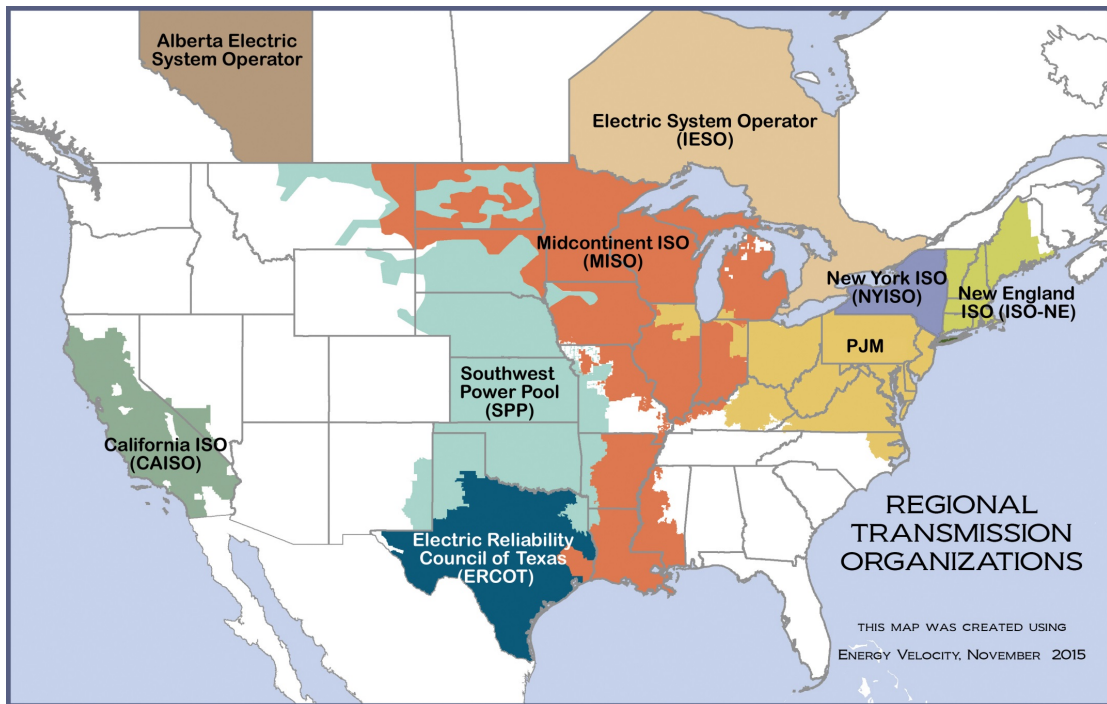 Alberta Electric
System Operator
Electric System Operator
(IESO)
Midcontinent ISO
(MISO)
New York ISO
(NYISO)
New England
ISO (ISO-NE)
PJM
Southwest
Power Pool
(SPP)
California ISO
(CAISO)
Electric Reliability
Council of Texas
(ERCOT)
REGIONAL
TRANSMISSION
ORGANIZATIONS
THIS MAP WAS CREATED USING
ENERGY VELOCITY, NOVEMBER 2015